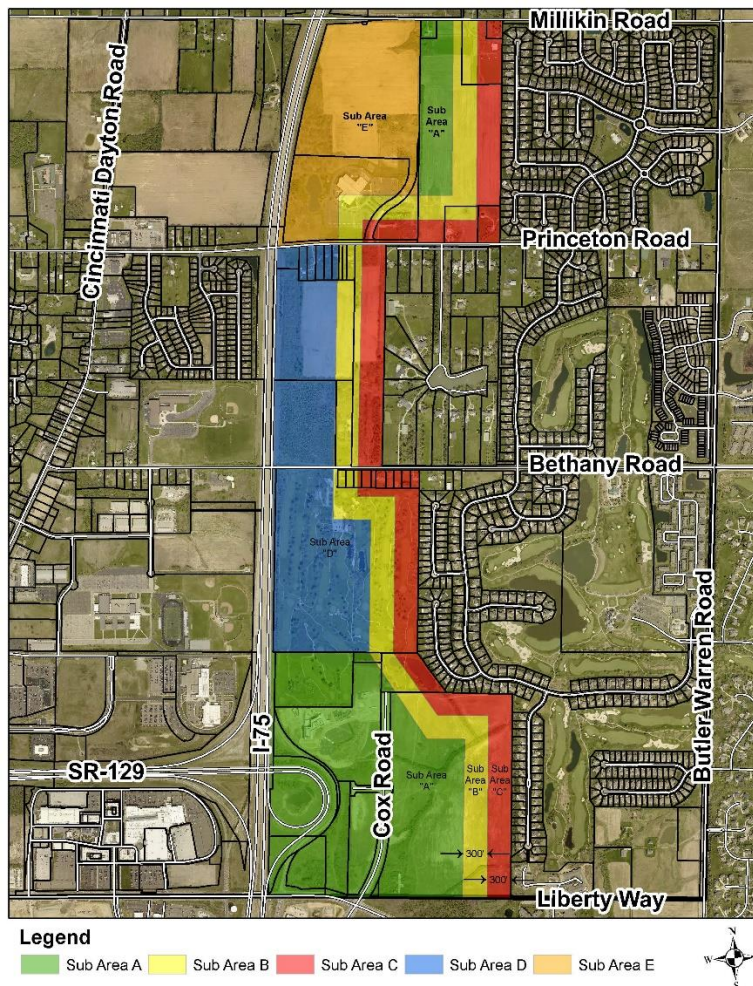 Millikin Road
Cincinnati Dayton Road
Sub Area
"E"
Sub
Area
"A"
Princeton Road
Bethany Road
Sub Area
"D"
Butler-Warren Road
I-75
SR-129
Cox Road
Sub Area
"A"
Sub
Area
"B"
Sub
Area
"C"
300'
300'
Liberty Way
Legend
Sub Area A
Sub Area B
Sub Area C
Sub Area D
Sub Area E
N
W
E
S